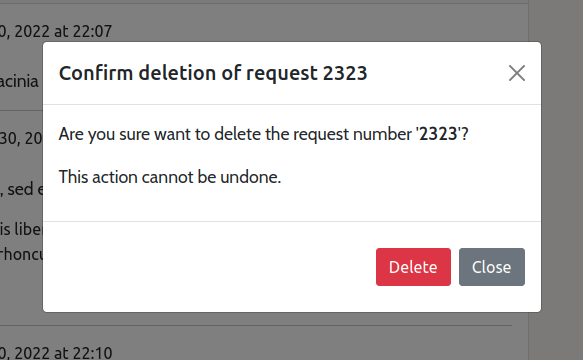 0, 2022 at 22:07
Confirm deletion of request 2323
acinia
Are you sure want to delete the request number '2323'?
30, 20
This action cannot be undone.
, sed e
is liber
rhoncu
Delete Close
0, 2022 at 22:10